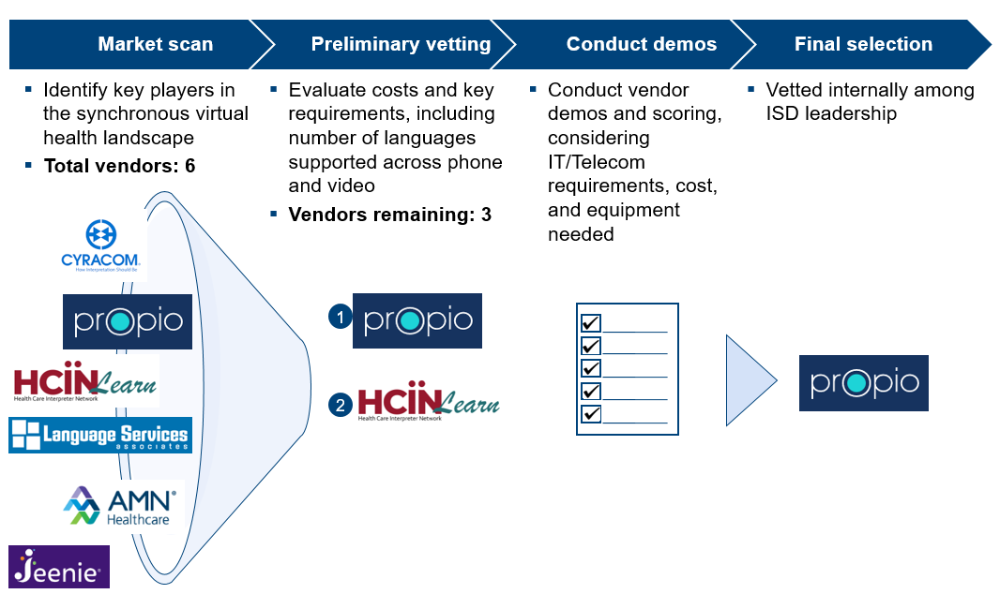 Market scan
Preliminary vetting
Conduct demos
Final selection
▪ Identify key players in
the synchronous virtual
health landscape
▪ Total vendors: 6
▪ Evaluate costs and key
requirements, including
number of languages
supported across phone
and video
▪ Vendors remaining: 3
▪ Conduct vendor
demos and scoring,
considering
IT/Telecom
requirements, cost,
and equipment
needed
▪ Vetted internally among
ISD leadership
CYRACOM
How Interpretation Should Be
propio
HCiN Learn
Health Care Interpreter Network
Language Services
associates
AMN®
Healthcare
Jeenie®
1
propio
2
HCiN Learn
Health Care Interpreter Network
propio